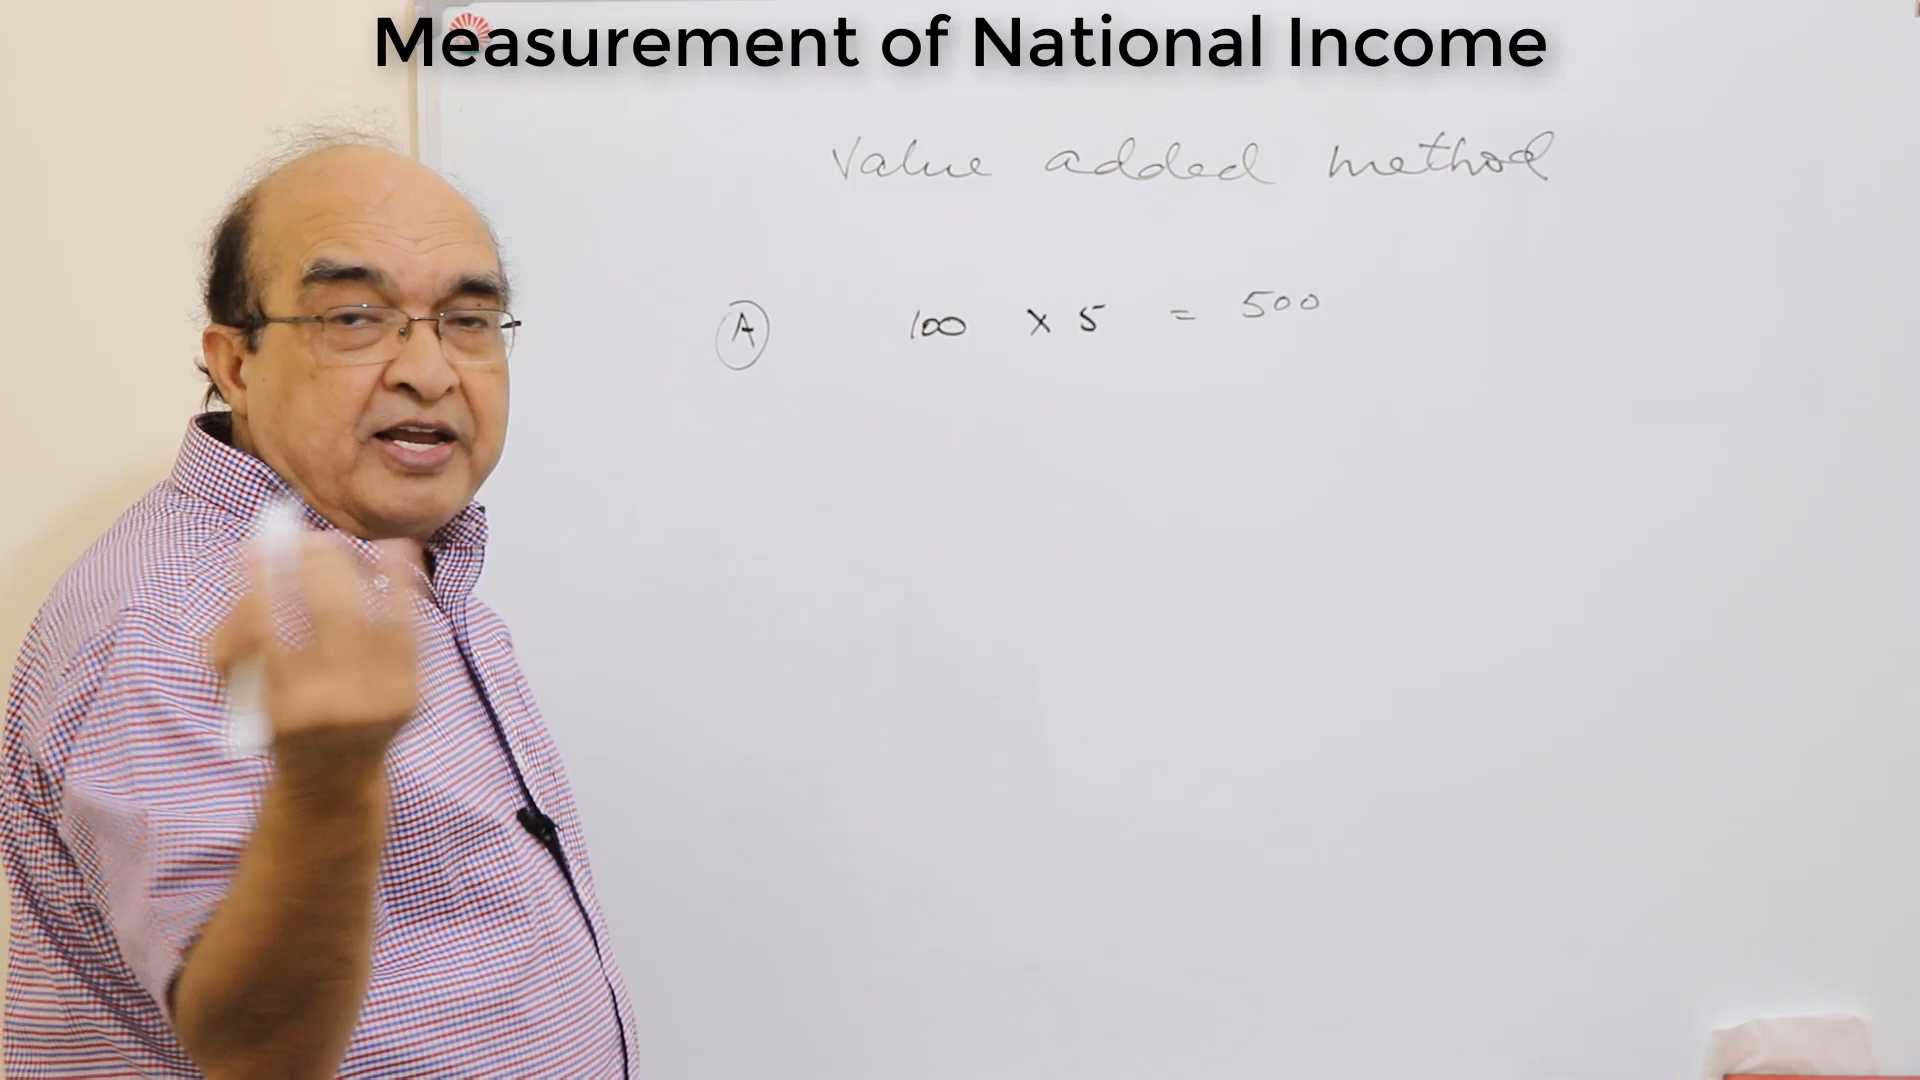 Measurement of National Income
Value added method
A 100 x 5 = 500